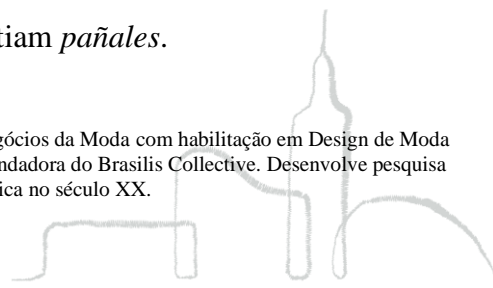 tiam pañales.
gócios da Moda com habilitação em Design de Moda
ndadora do Brasilis Collective. Desenvolve pesquisa
ica no século XX.